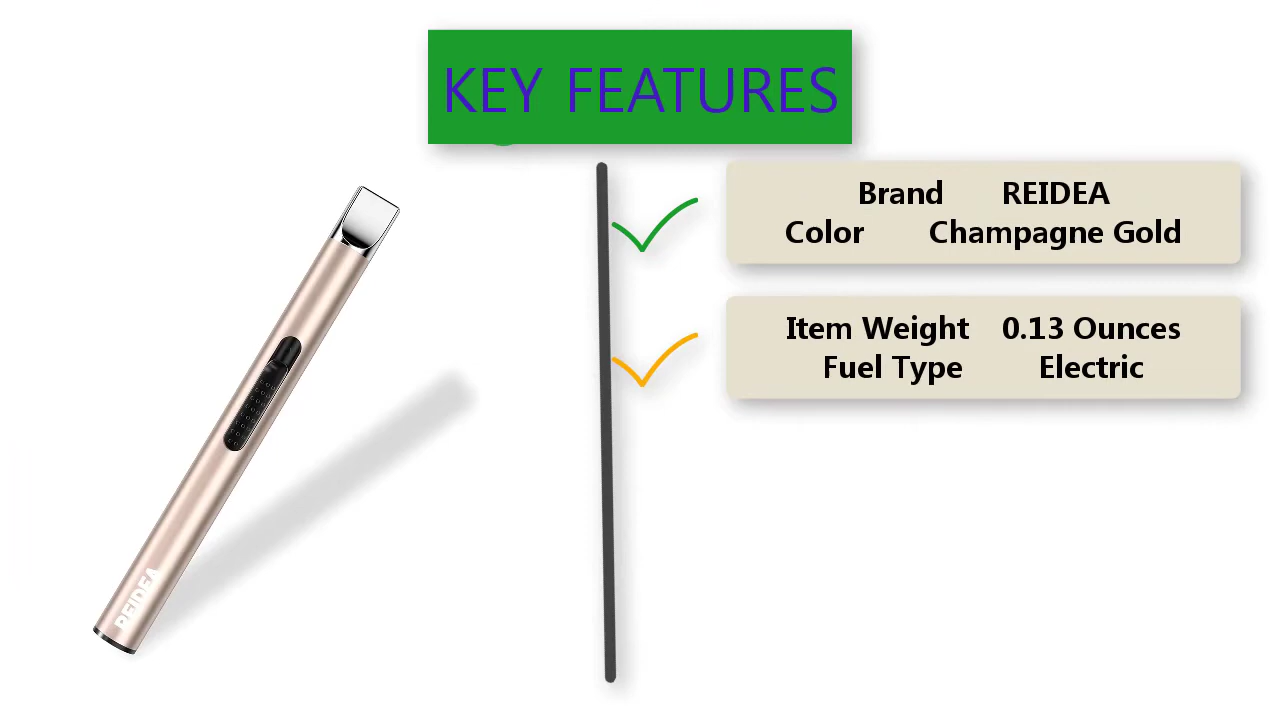 KEY FEATURES
Brand REIDEA
Color Champagne Gold
Item Weight 0.13 Ounces
Fuel Type Electric
REIDEA